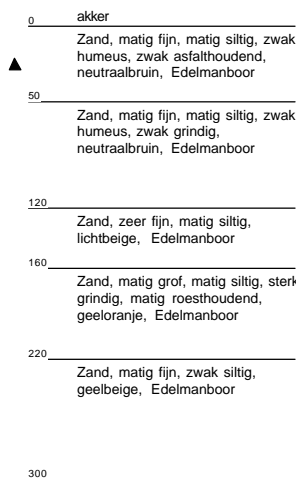 0 akker
Zand, matig fijn, matig siltig, zwak
humeus, zwak asfalthoudend,
neutraalbruin, Edelmanboor
50
Zand, matig fijn, matig siltig, zwak
humeus, zwak grindig,
neutraalbruin, Edelmanboor
120
Zand, zeer fijn, matig siltig,
lichtbeige, Edelmanboor
160
Zand, matig grof, matig siltig, sterk
grindig, matig roesthoudend,
geeloranje, Edelmanboor
220
Zand, matig fijn, zwak siltig,
geelbeige, Edelmanboor
300